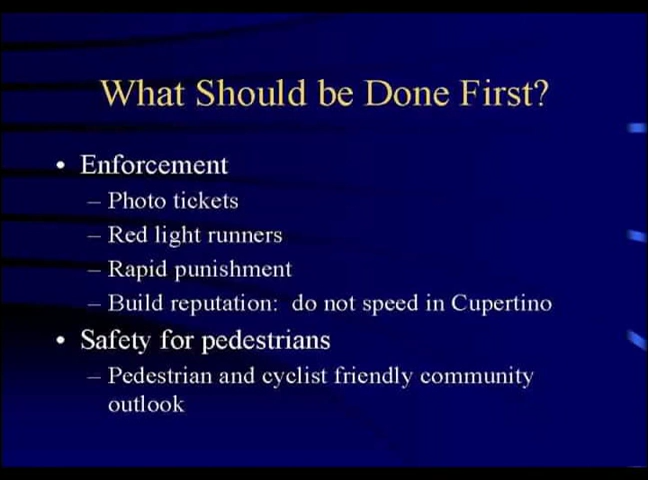 What Should be Done First?
• Enforcement
– Photo tickets
– Red light runners
– Rapid punishment
– Build reputation: do not speed in Cupertino
• Safety for pedestrians
– Pedestrian and cyclist friendly community
outlook